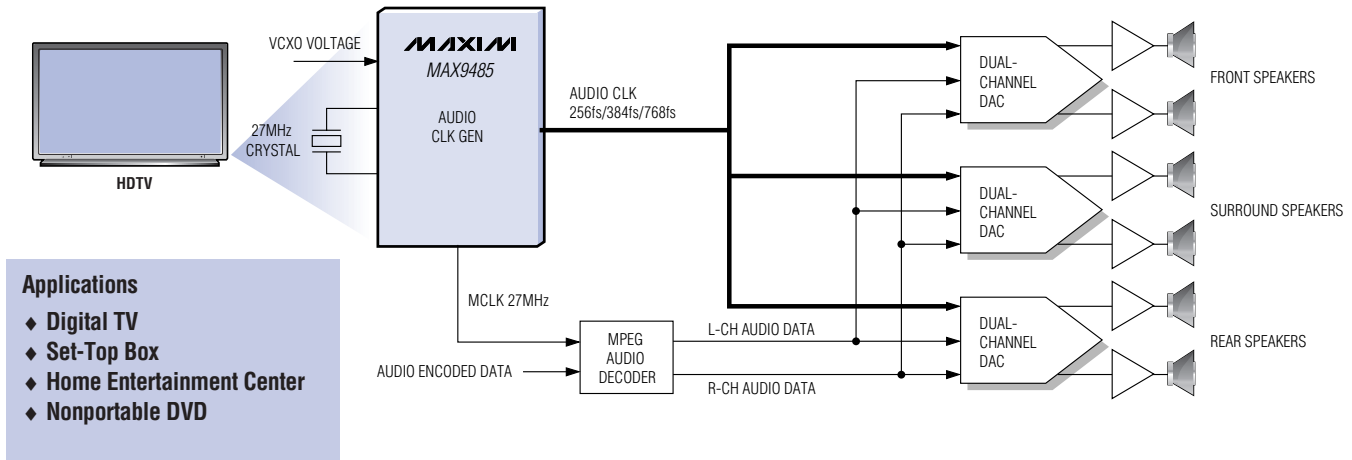 VCXO VOLTAGE
MAXIM
MAX9485
AUDIO
CLK GEN
27MHz
CRYSTAL
HDTV
AUDIO CLK
256fs/384fs/768fs
DUAL-
CHANNEL
DAC
FRONT SPEAKERS
DUAL-
CHANNEL
DAC
SURROUND SPEAKERS
DUAL-
CHANNEL
DAC
REAR SPEAKERS
MCLK 27MHz
AUDIO ENCODED DATA
MPEG
AUDIO
DECODER
L-CH AUDIO DATA
R-CH AUDIO DATA
Applications
♦ Digital TV
♦ Set-Top Box
♦ Home Entertainment Center
♦ Nonportable DVD